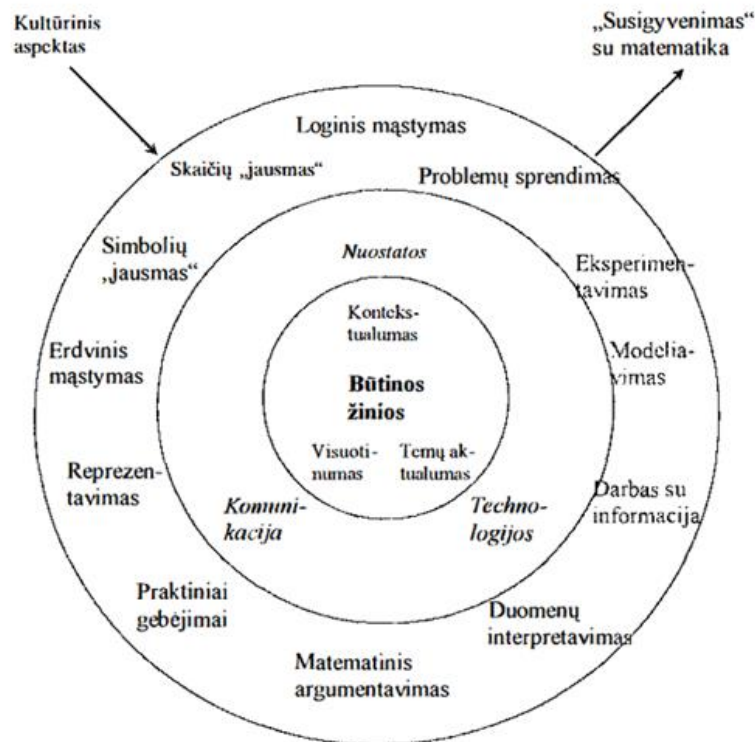 Kultūrinis
aspektas
„Susigyvenimas“
su matematika
Loginis mąstymas
Skaičių „jausmas“
Problemų sprendimas
Simbolių
„jausmas“
Nuostatos
Eksperimen-
tavimas
Konteks-
tualumas
Erdvinis
mąstymas
Modelia-
vimas
Būtinos
žinios
Visuoti-
numas
Temų ak-
tualumas
Reprezen-
tavimas
Komuni-
kacija
Techno-
logijos
Darbas su
informacija
Praktiniai
gebėjimai
Duomenų
interpretavimas
Matematinis
argumentavimas